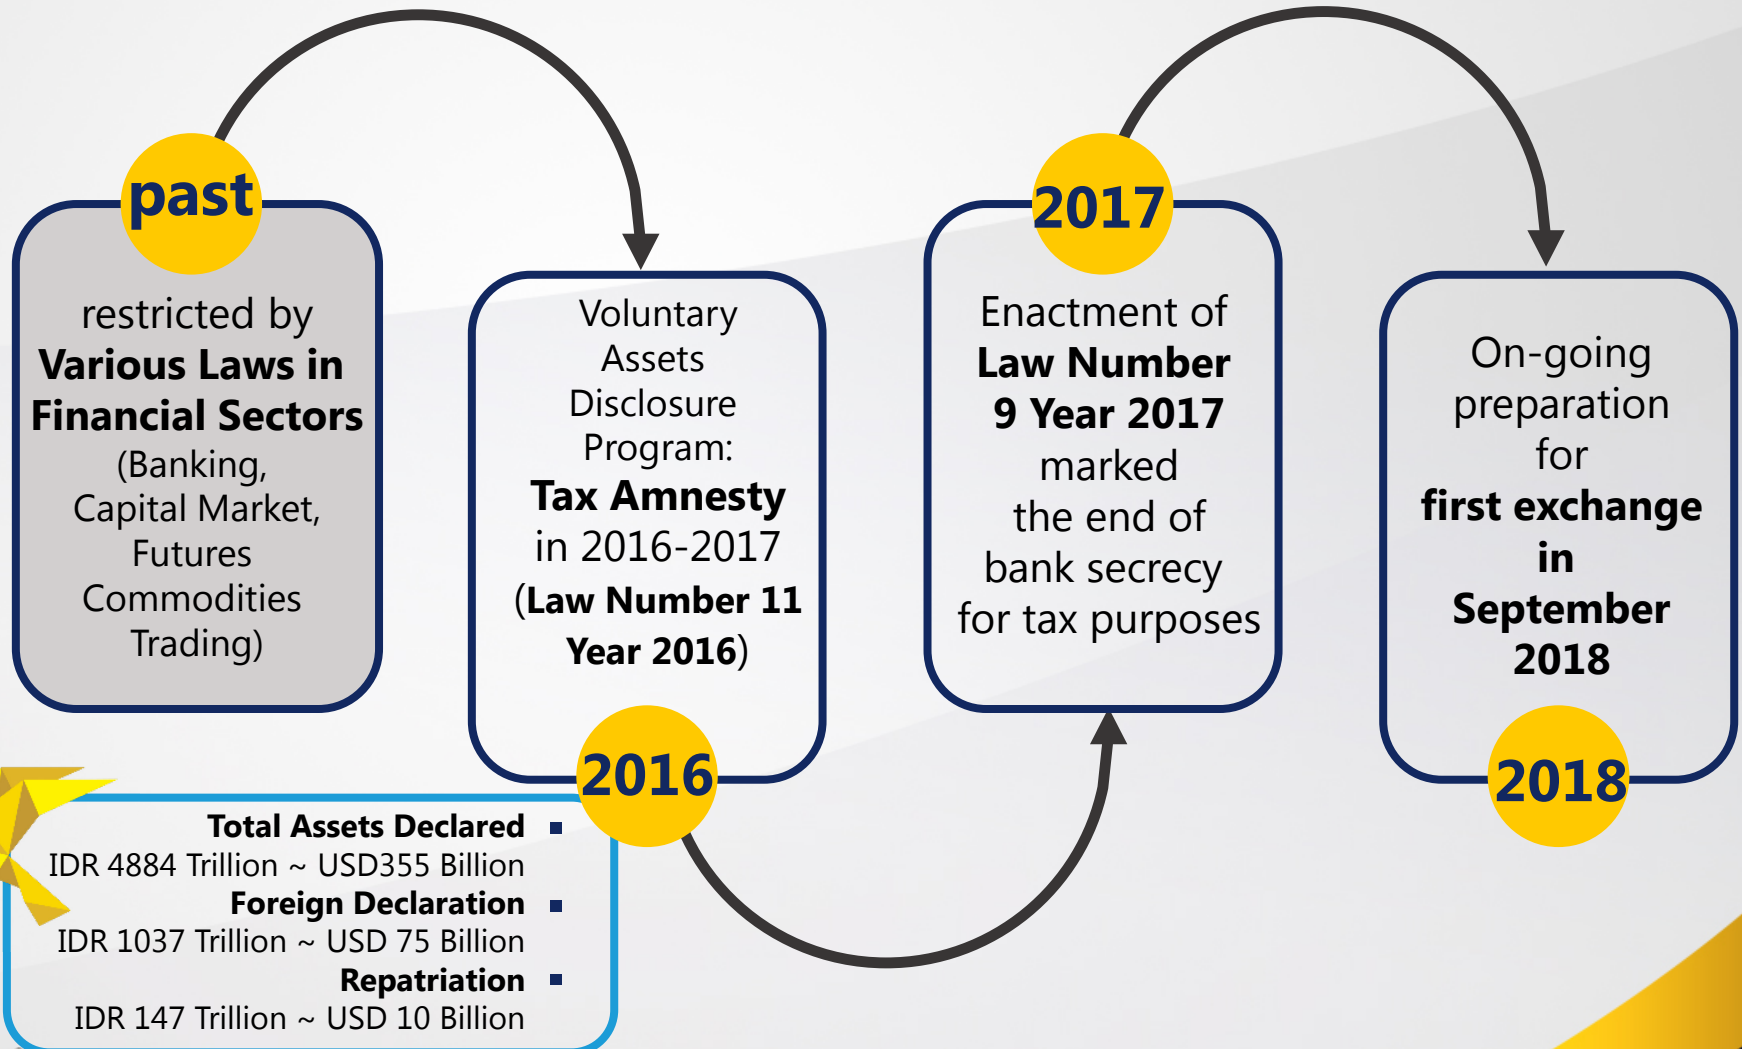 past
restricted by
Various Laws in
Financial Sectors
(Banking,
Capital Market,
Futures
Commodities
Trading)
Voluntary
Assets
Disclosure
Program:
Tax Amnesty
in 2016-2017
(Law Number 11
Year 2016)
2016
Total Assets Declared ▪
IDR 4884 Trillion ~ USD355 Billion
Foreign Declaration ▪
IDR 1037 Trillion ~ USD 75 Billion
Repatriation ▪
IDR 147 Trillion ~ USD 10 Billion
2017
Enactment of
Law Number
9 Year 2017
marked
the end of
bank secrecy
for tax purposes
On-going
preparation
for
first exchange
in
September
2018
2018